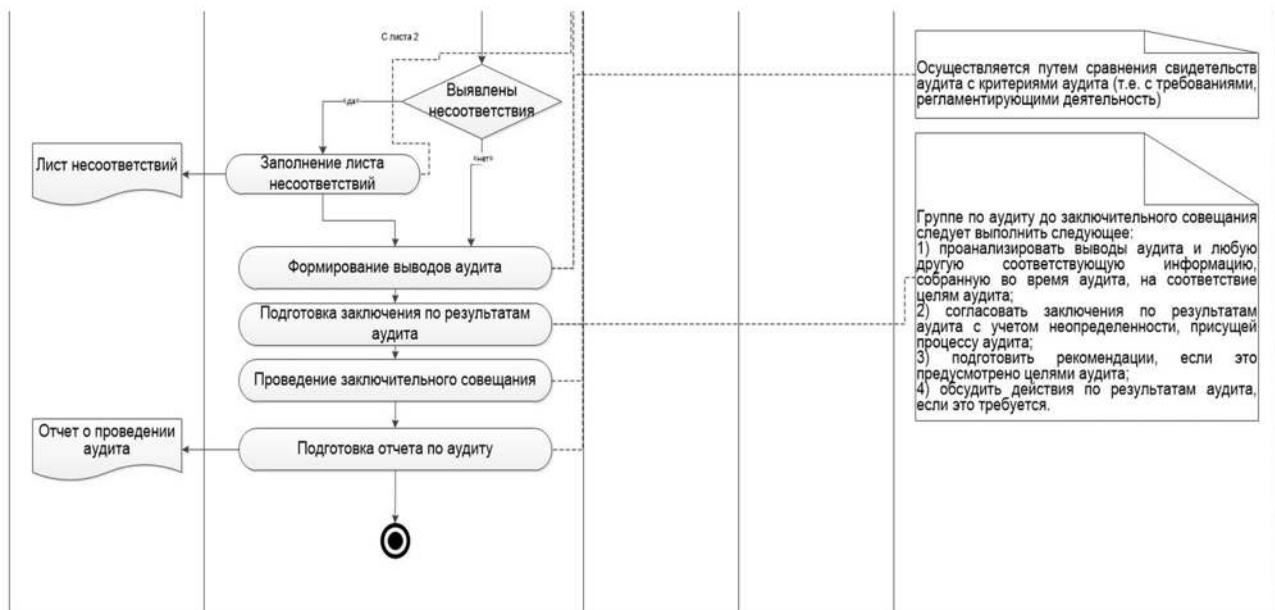 С листа 2
Выявлены
несоответствия
«да»
«нет»
Лист несоответствий
Заполнение листа
несоответствий
Формирование выводов аудита
Подготовка заключения по результатам
аудита
Проведение заключительного совещания
Отчет о проведении
аудита
Подготовка отчета по аудиту
Осуществляется путем сравнения свидетельств
аудита с критериями аудита (т.е. с требованиями,
регламентирующими деятельность)
Группе по аудиту до заключительного совещания
следует выполнить следующее:
1) проанализировать выводы аудита и любую
другую соответствующую информацию,
собранную во время аудита, на соответствие
целям аудита;
2) согласовать заключения по результатам
аудита с учетом неопределенности, присущей
процессу аудита;
3) подготовить рекомендации, если это
предусмотрено целями аудита;
4) обсудить действия по результатам аудита,
если это требуется.